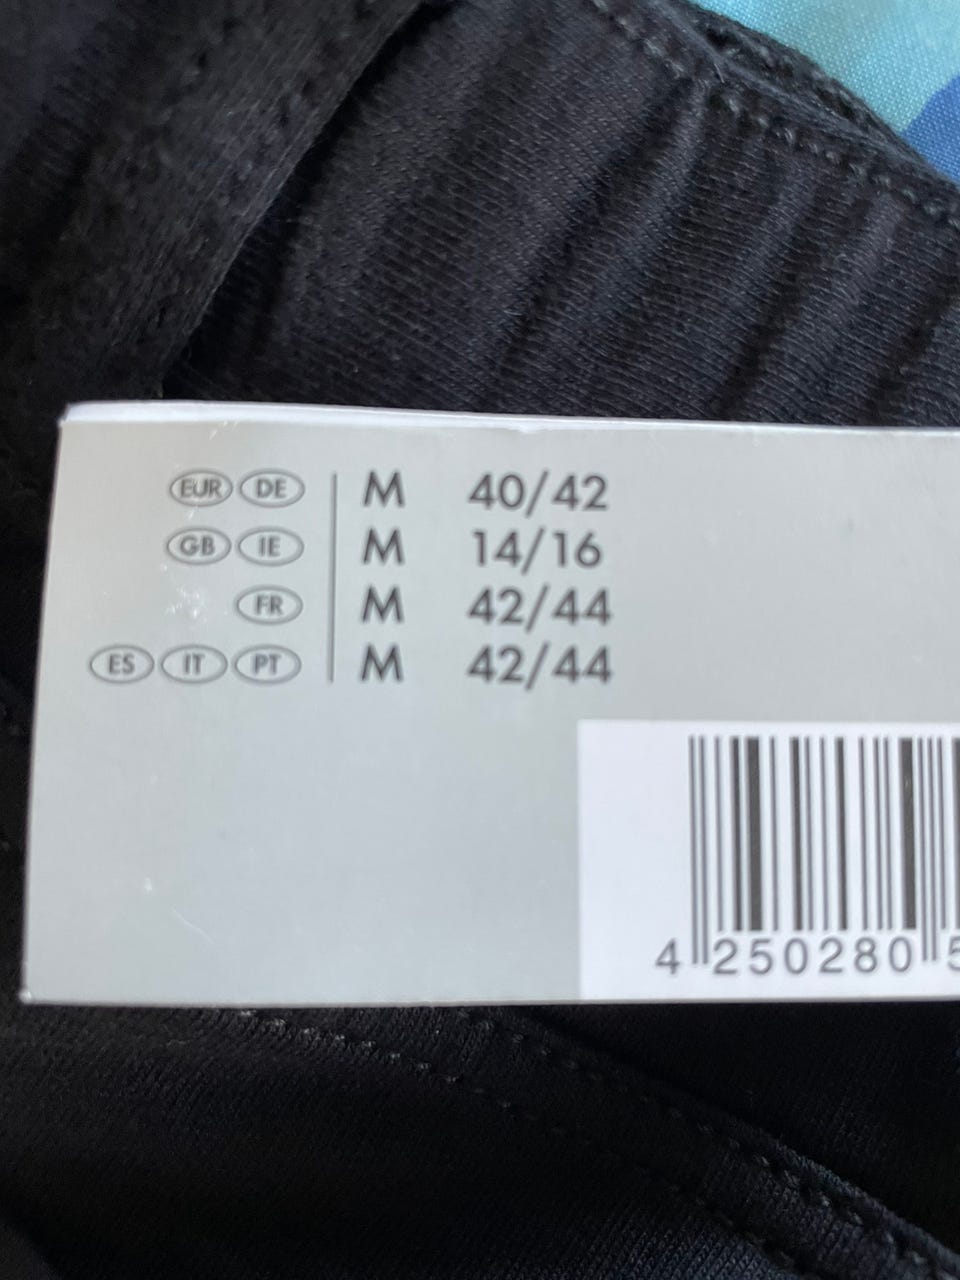 EUR DE M 40/42
GB IE M 14/16
FR M 42/44
ES IT PT M 42/44
4 250280 5